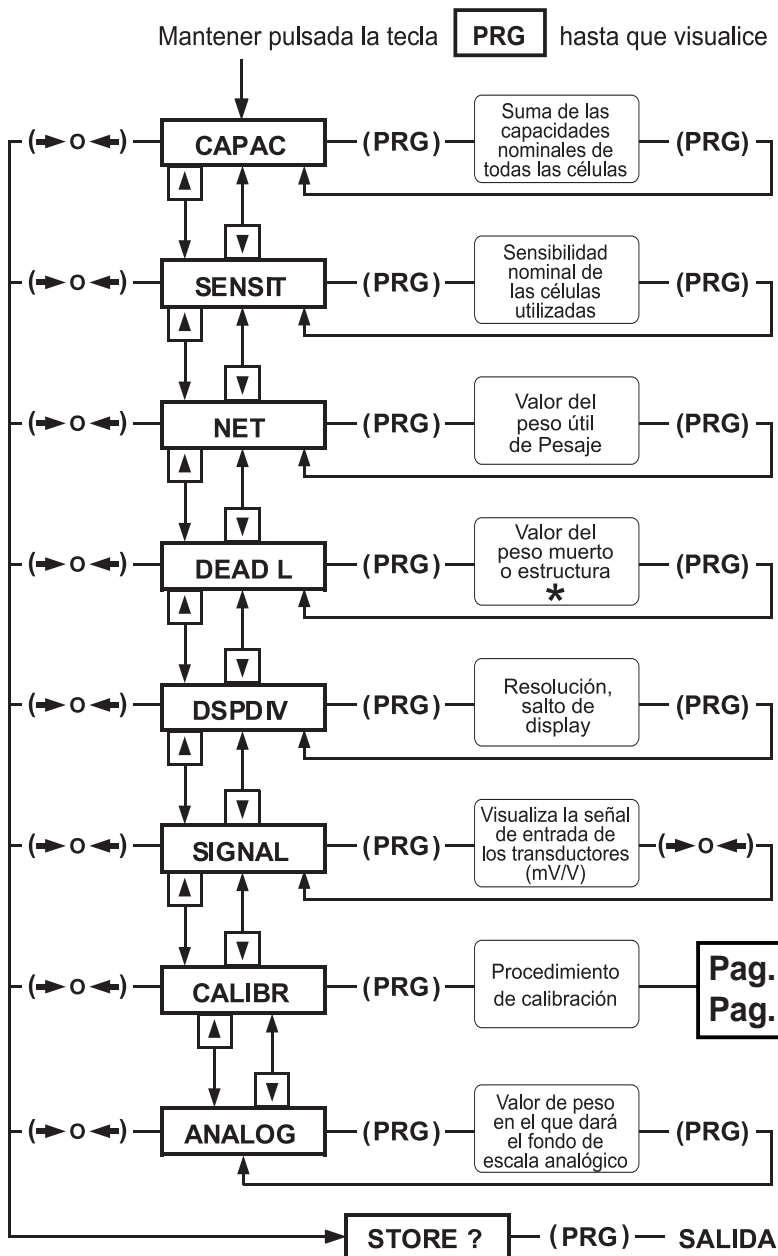 Mantener pulsada la tecla PRG hasta que visualice
(➨ o ⬅) CAPAC (PRG) Suma de las
capacidades
nominales de
todas las células (PRG)
▲
▼
(➨ o ⬅) SENSIT (PRG) Sensibilidad
nominal de
las células
utilizadas (PRG)
▲
▼
(➨ o ⬅) NET (PRG) Valor del
peso útil
de Pesaje (PRG)
▲
▼
(➨ o ⬅) DEAD L (PRG) Valor del
peso muerto
o estructura
* (PRG)
▲
▼
(➨ o ⬅) DSPDIV (PRG) Resolución,
salto de
display (PRG)
▲
▼
(➨ o ⬅) SIGNAL (PRG) Visualiza la señal
de entrada de
los transductores
(mV/V) (➨ o ⬅)
▲
▼
(➨ o ⬅) CALIBR (PRG) Procedimiento
de calibración
Pag.
Pag.
▲
▼
(➨ o ⬅) ANALOG (PRG) Valor de peso
en el que dará
el fondo de
escala analógico (PRG)
STORE ? (PRG) SALIDA